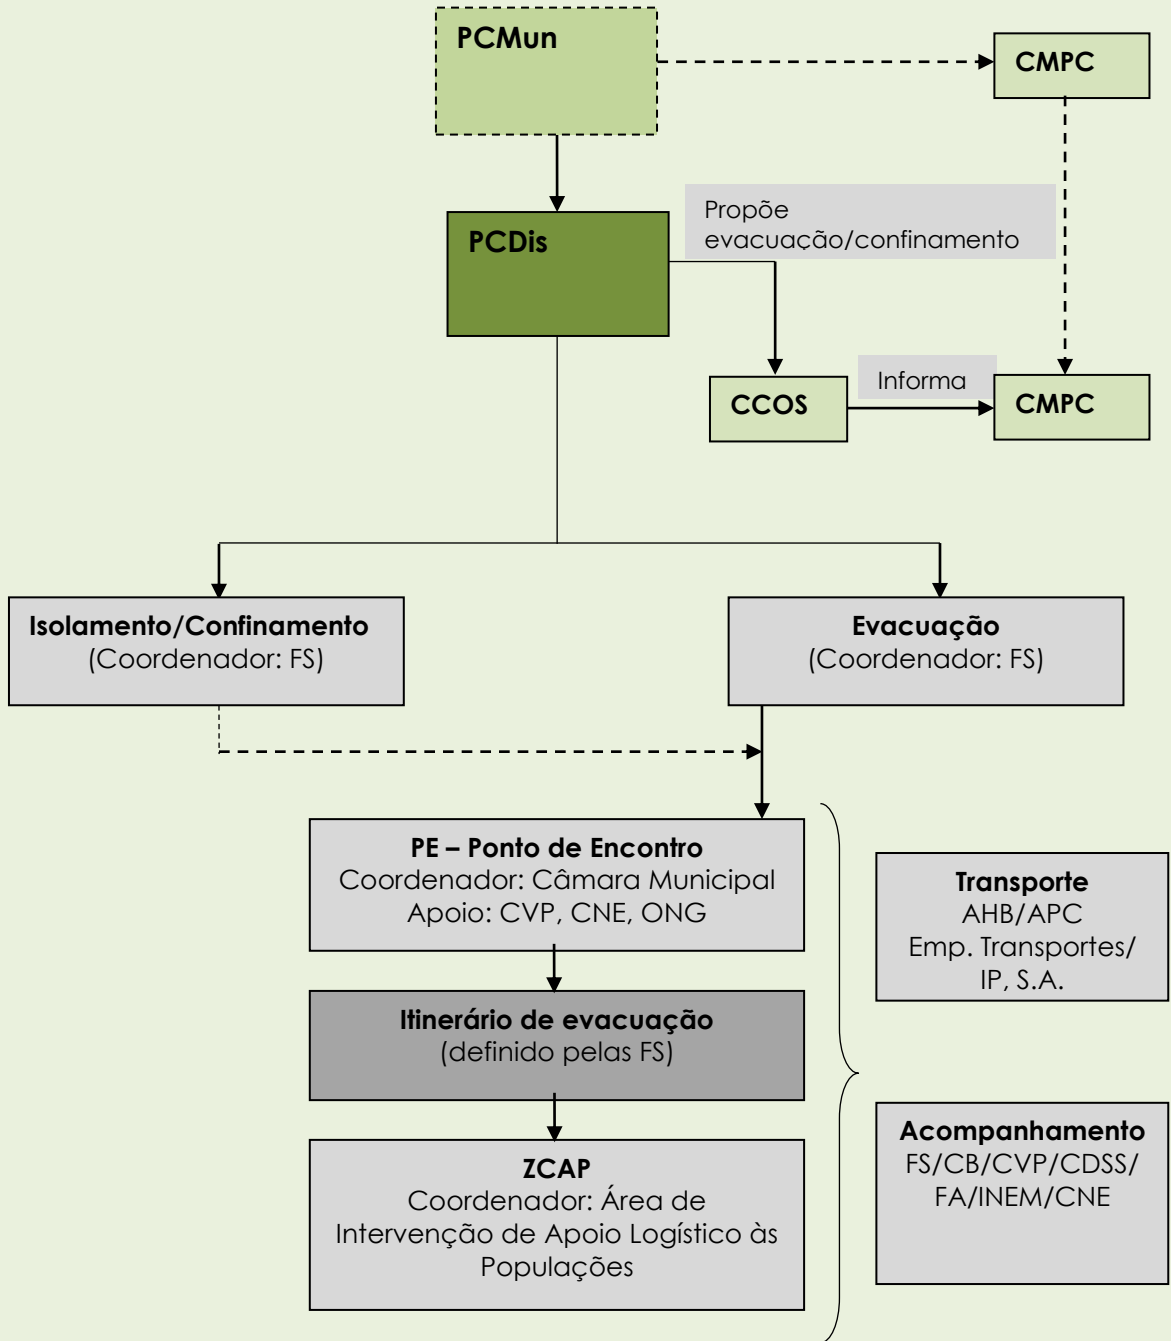 PCMun
CMPC
PCDis
Propõe
evacuação/confinamento
CCOS
Informa
CMPC
Isolamento/Confinamento
(Coordenador: FS)
Evacuação
(Coordenador: FS)
PE – Ponto de Encontro
Coordenador: Câmara Municipal
Apoio: CVP, CNE, ONG
Transporte
AHB/APC
Emp. Transportes/
IP, S.A.
Itinerário de evacuação
(definido pelas FS)
Acompanhamento
FS/CB/CVP/CDSS/
FA/INEM/CNE
ZCAP
Coordenador: Área de
Intervenção de Apoio Logístico às
Populações